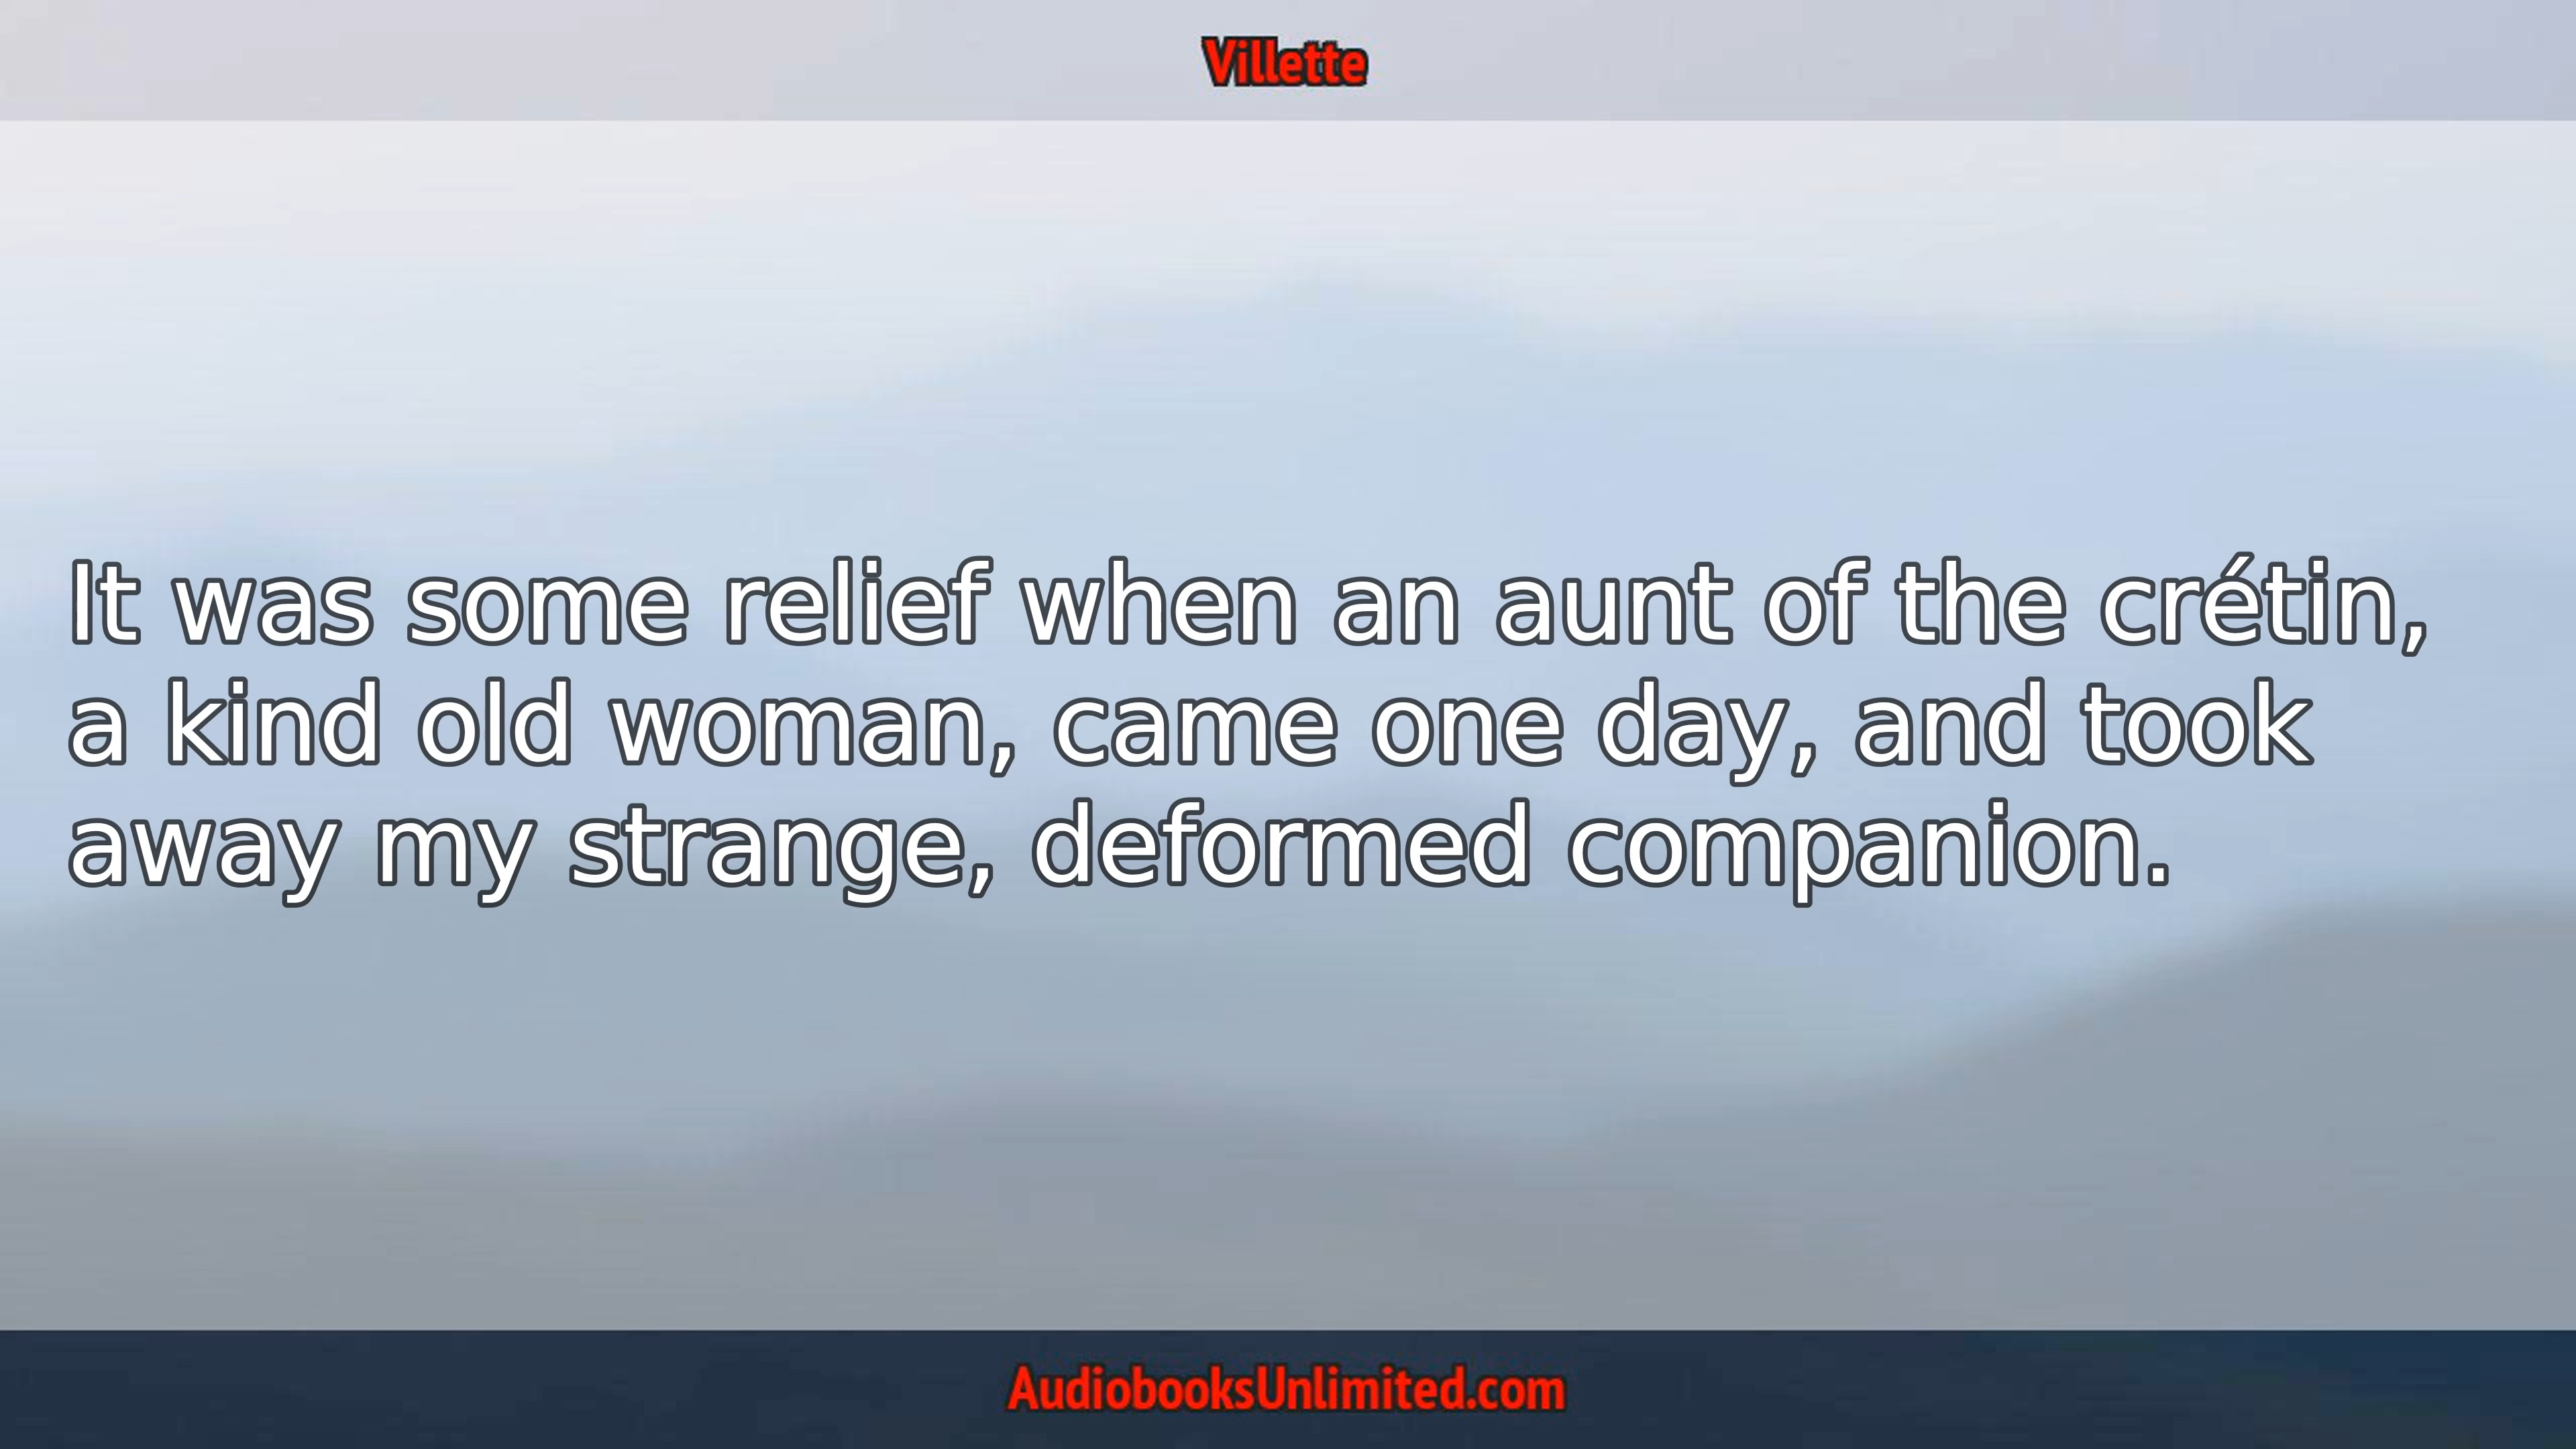 Villette
It was some relief when an aunt of the crétin,
a kind old woman, came one day, and took
away my strange, deformed companion.
AudiobooksUnlimited.com